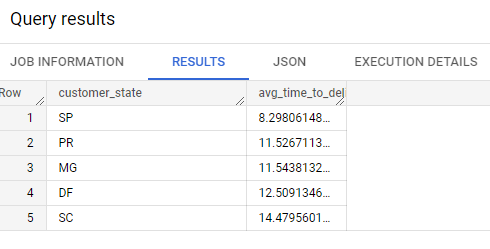 Query results
JOB INFORMATION RESULTS JSON EXECUTION DETAILS
Row customer_state avg_time_to_del
1 SP 8.29806148...
2 PR 11.5267113...
3 MG 11.5438132...
4 DF 12.5091346...
5 SC 14.4795601...